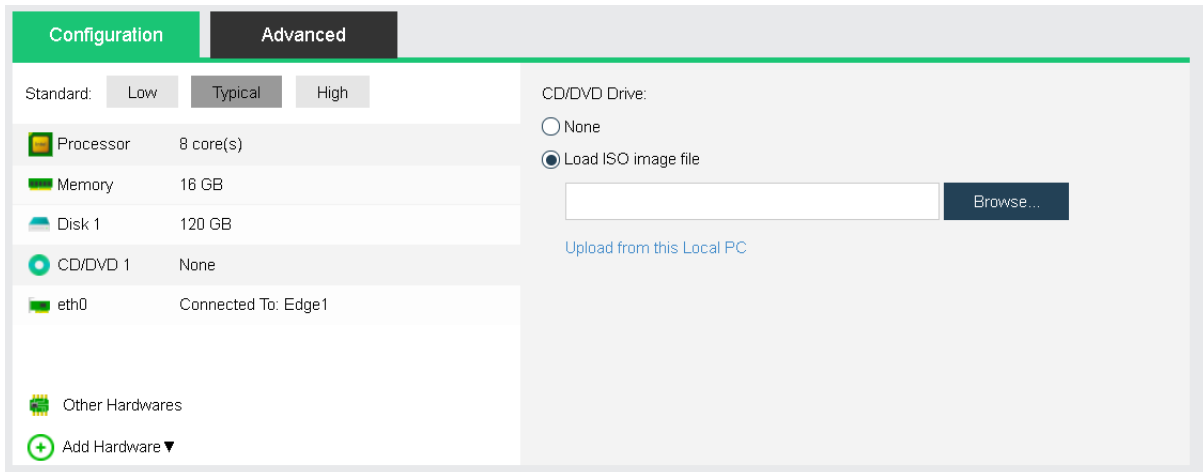 Configuration Advanced
Standard: Low Typical High
Processor 8 core(s)
Memory 16 GB
Disk 1 120 GB
CD/DVD 1 None
eth0 Connected To: Edge1
Other Hardwares
Add Hardware▼
CD/DVD Drive:
None
Load ISO image file
Browse...
Upload from this Local PC